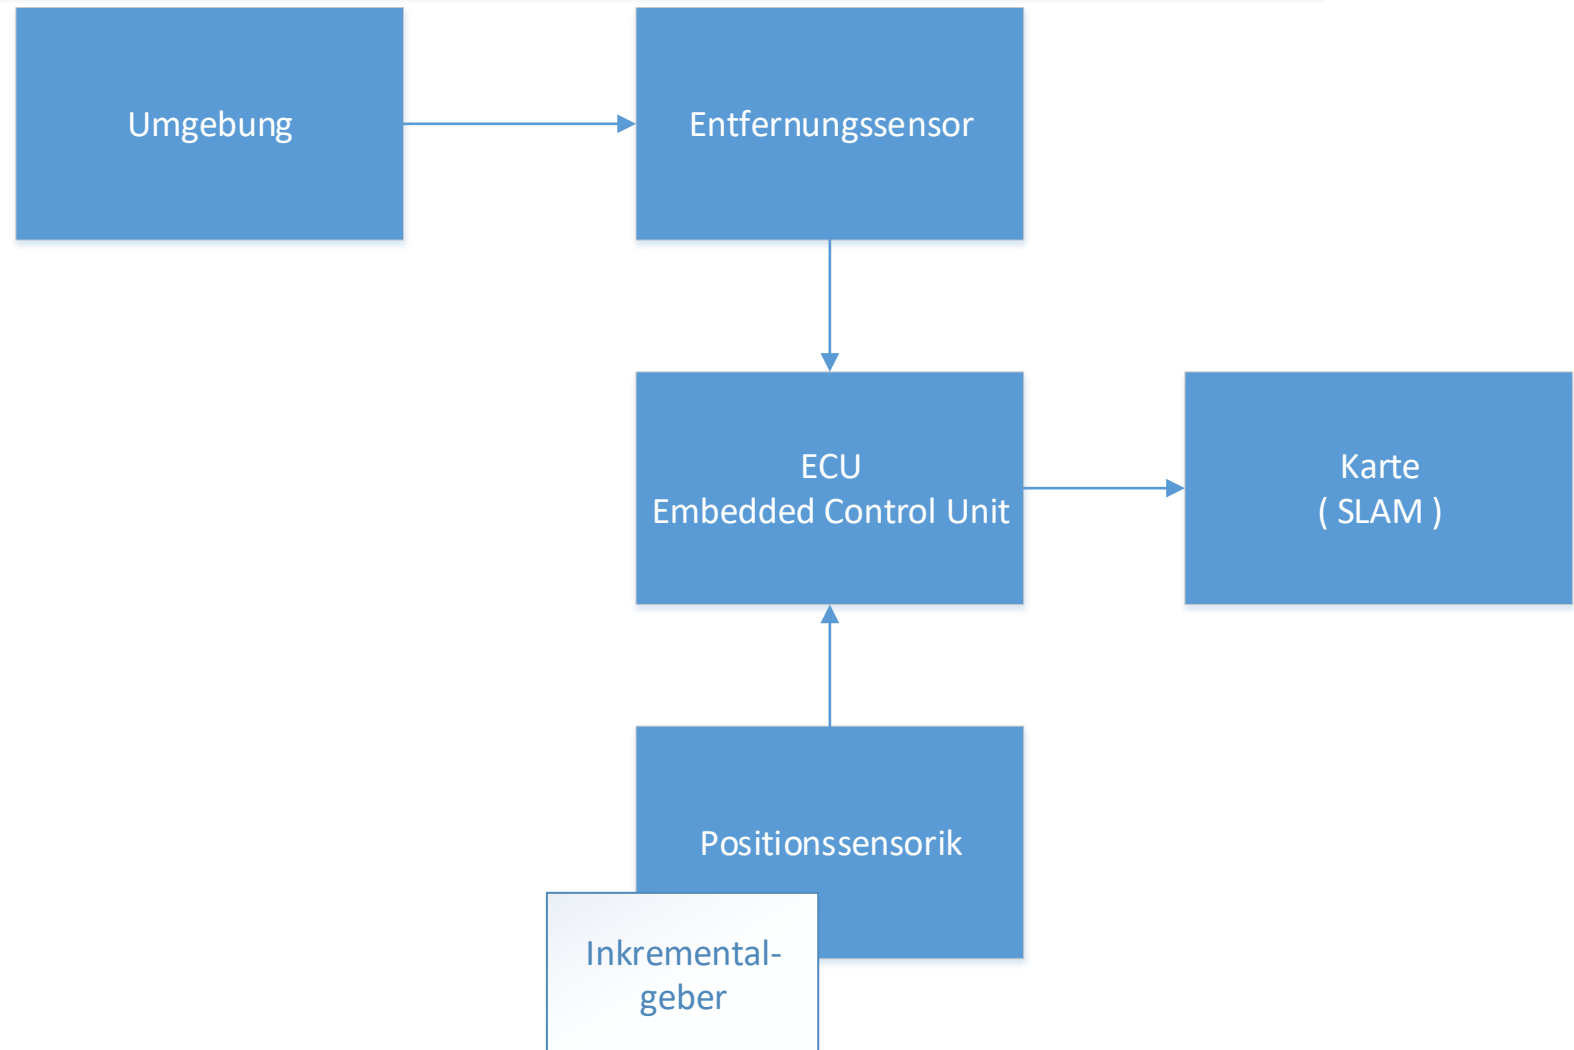 Umgebung
Entfernungssensor
ECU
Embedded Control Unit
Karte
( SLAM )
Positionssensorik
Inkremental-
geber